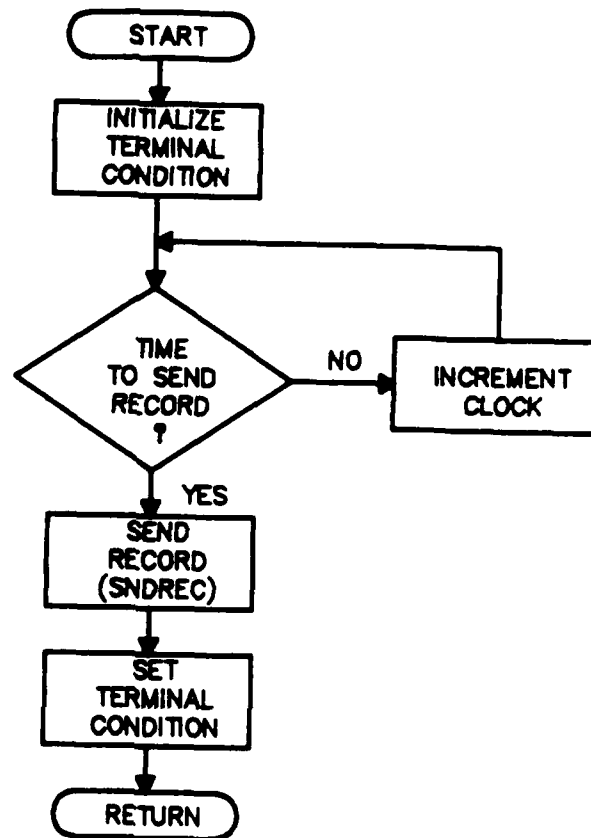 START
INITIALIZE
TERMINAL
CONDITION
TIME
TO SEND
RECORD
?
NO
INCREMENT
CLOCK
YES
SEND
RECORD
(SNDREC)
SET
TERMINAL
CONDITION
RETURN